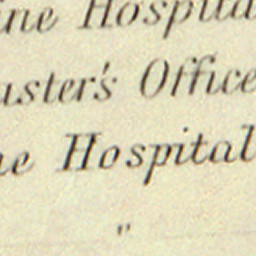 ine Hospital
uster's Office
ne Hospital
"